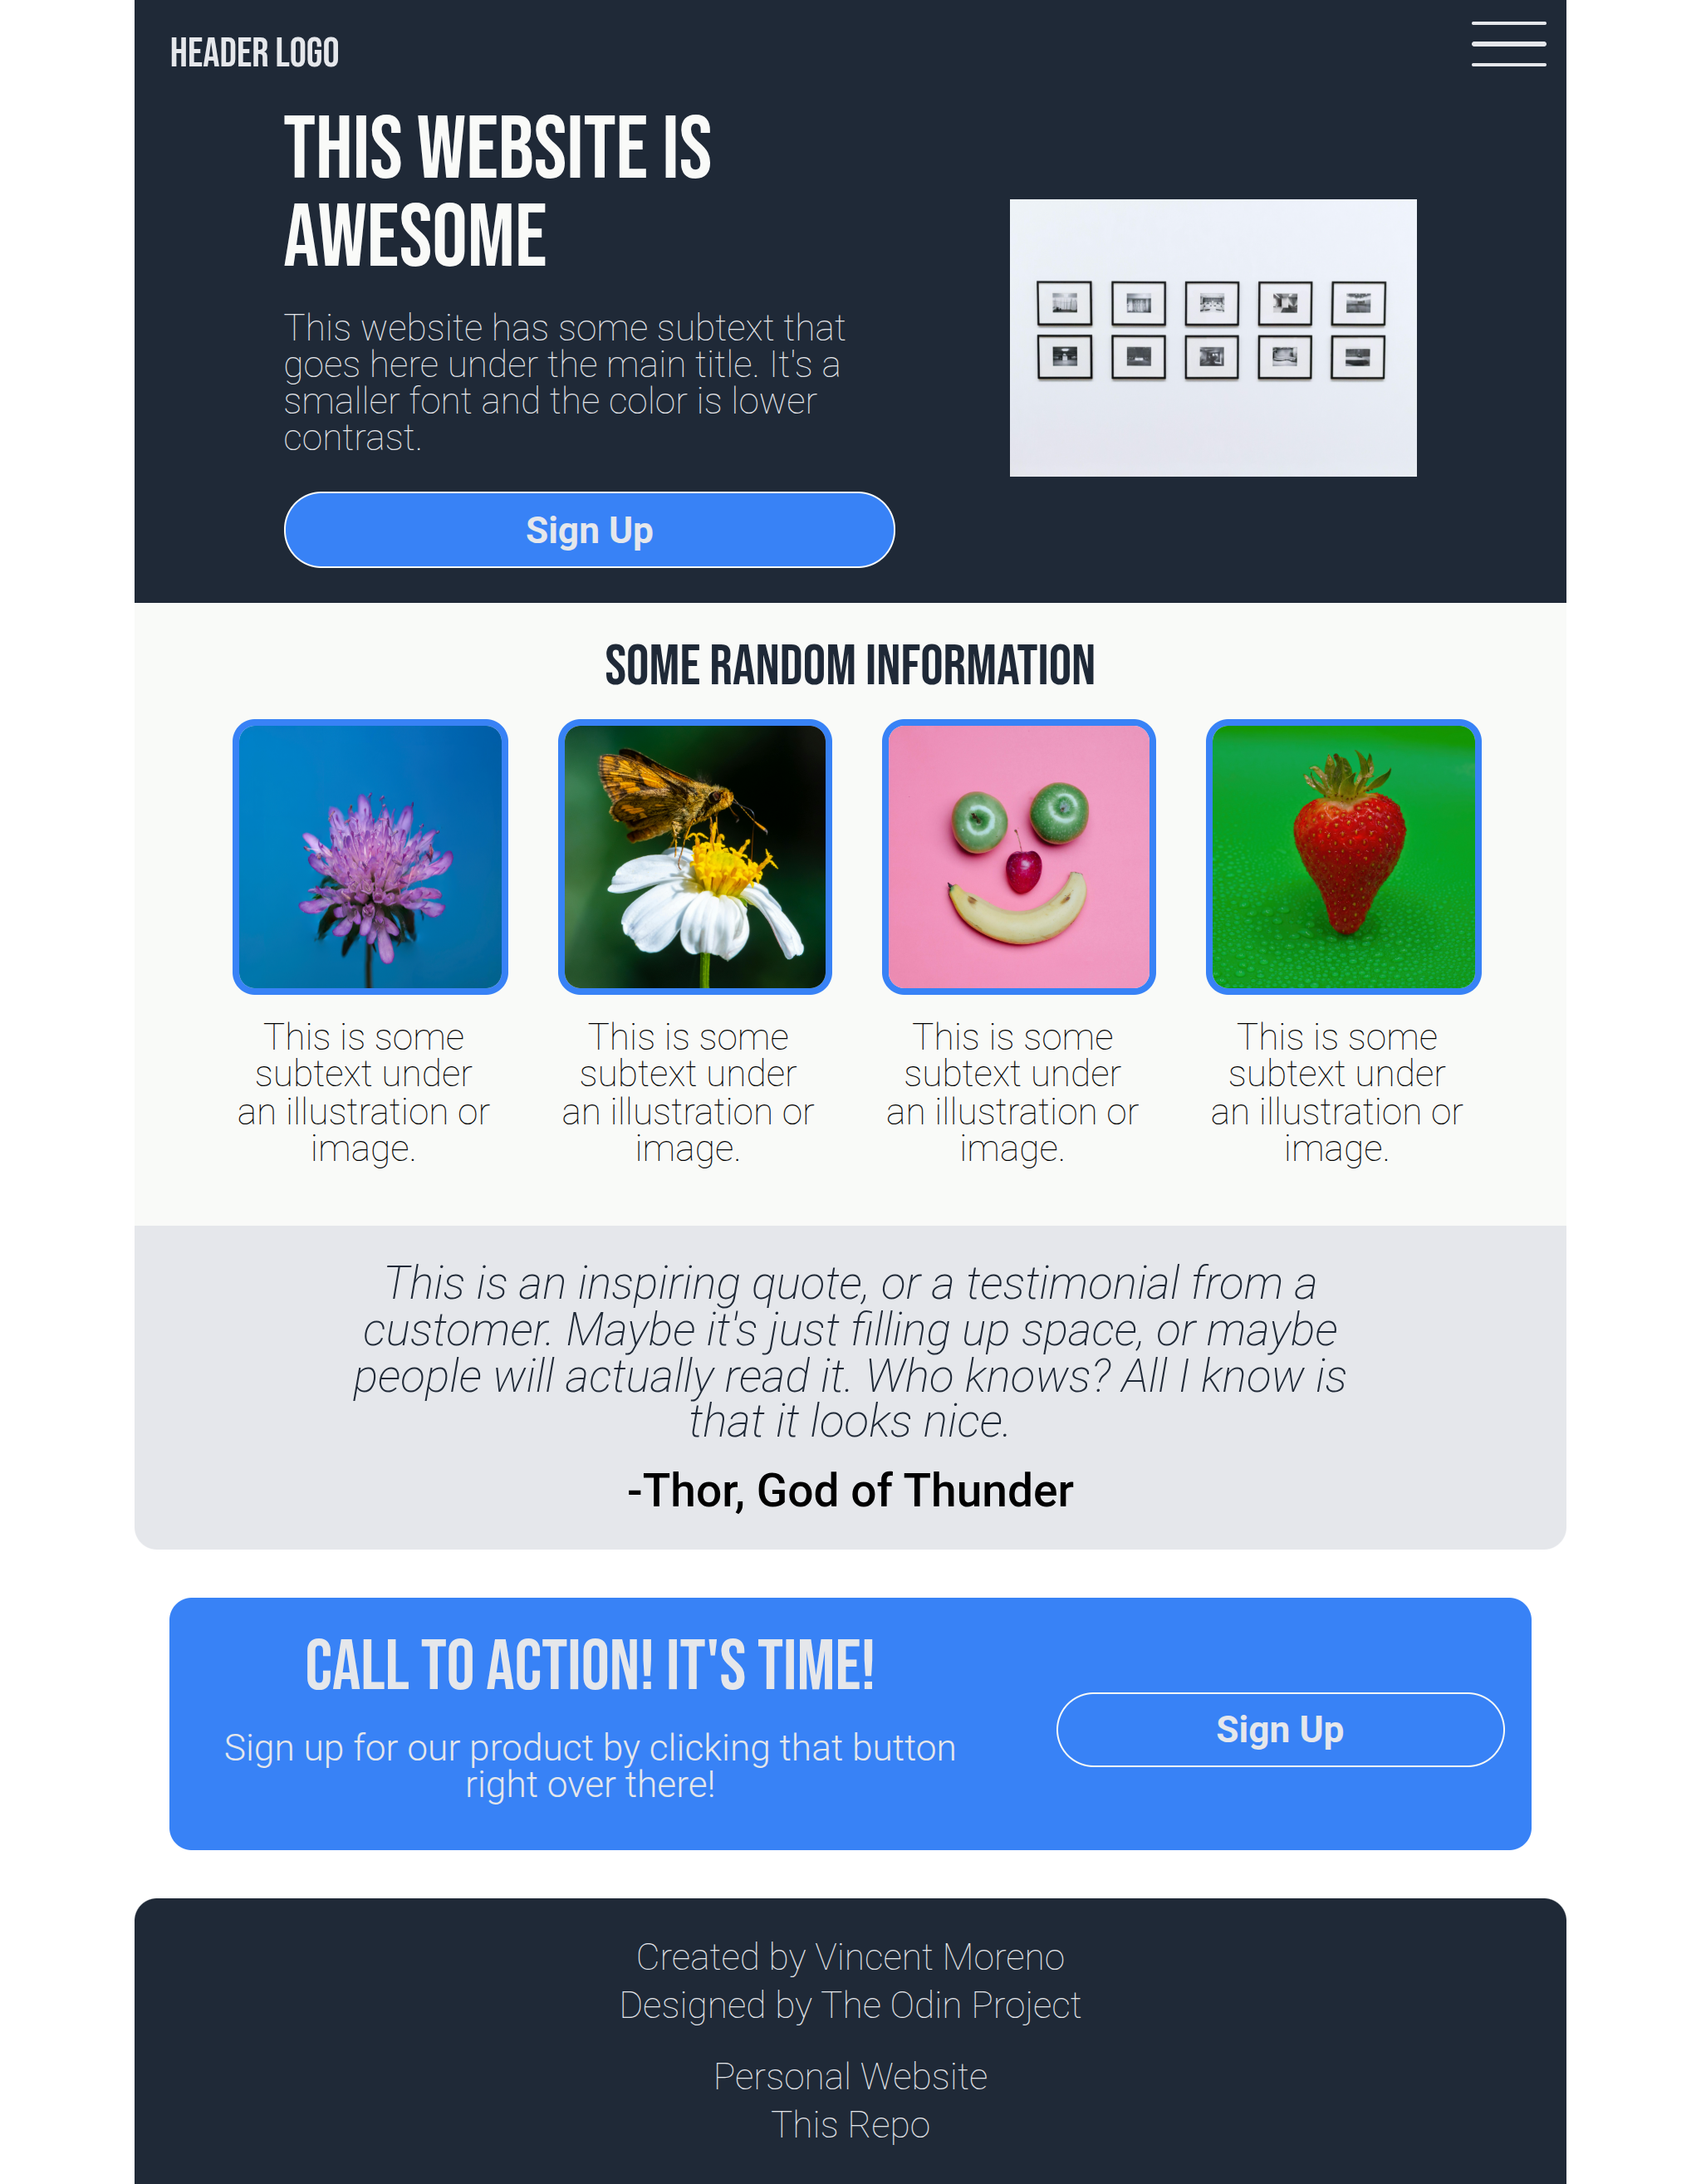 HEADER LOGO
THIS WEBSITE IS
AWESOME
This website has some subtext that
goes here under the main title. It's a
smaller font and the color is lower
contrast.
Sign Up
SOME RANDOM INFORMATION
This is some
subtext under
an illustration or
image.
This is some
subtext under
an illustration or
image.
This is some
subtext under
an illustration or
image.
This is some
subtext under
an illustration or
image.
This is an inspiring quote, or a testimonial from a
customer. Maybe it's just filling up space, or maybe
people will actually read it. Who knows? All I know is
that it looks nice.
-Thor, God of Thunder
CALL TO ACTION! IT'S TIME!
Sign up for our product by clicking that button
right over there!
Sign Up
Created by Vincent Moreno
Designed by The Odin Project
Personal Website
This Repo